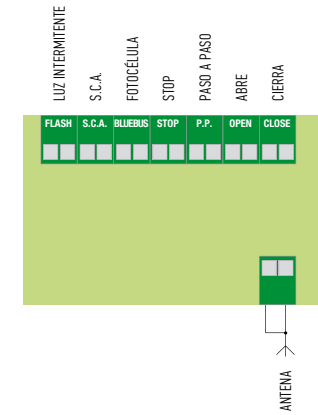 LUZ INTERMITENTE
S.C.A.
FOTOCÉLULA
STOP
PASO A PASO
ABRE
CIERRA
FLASH
S.C.A.
BLUEBUS
STOP
P.P.
OPEN
CLOSE
ANTENA